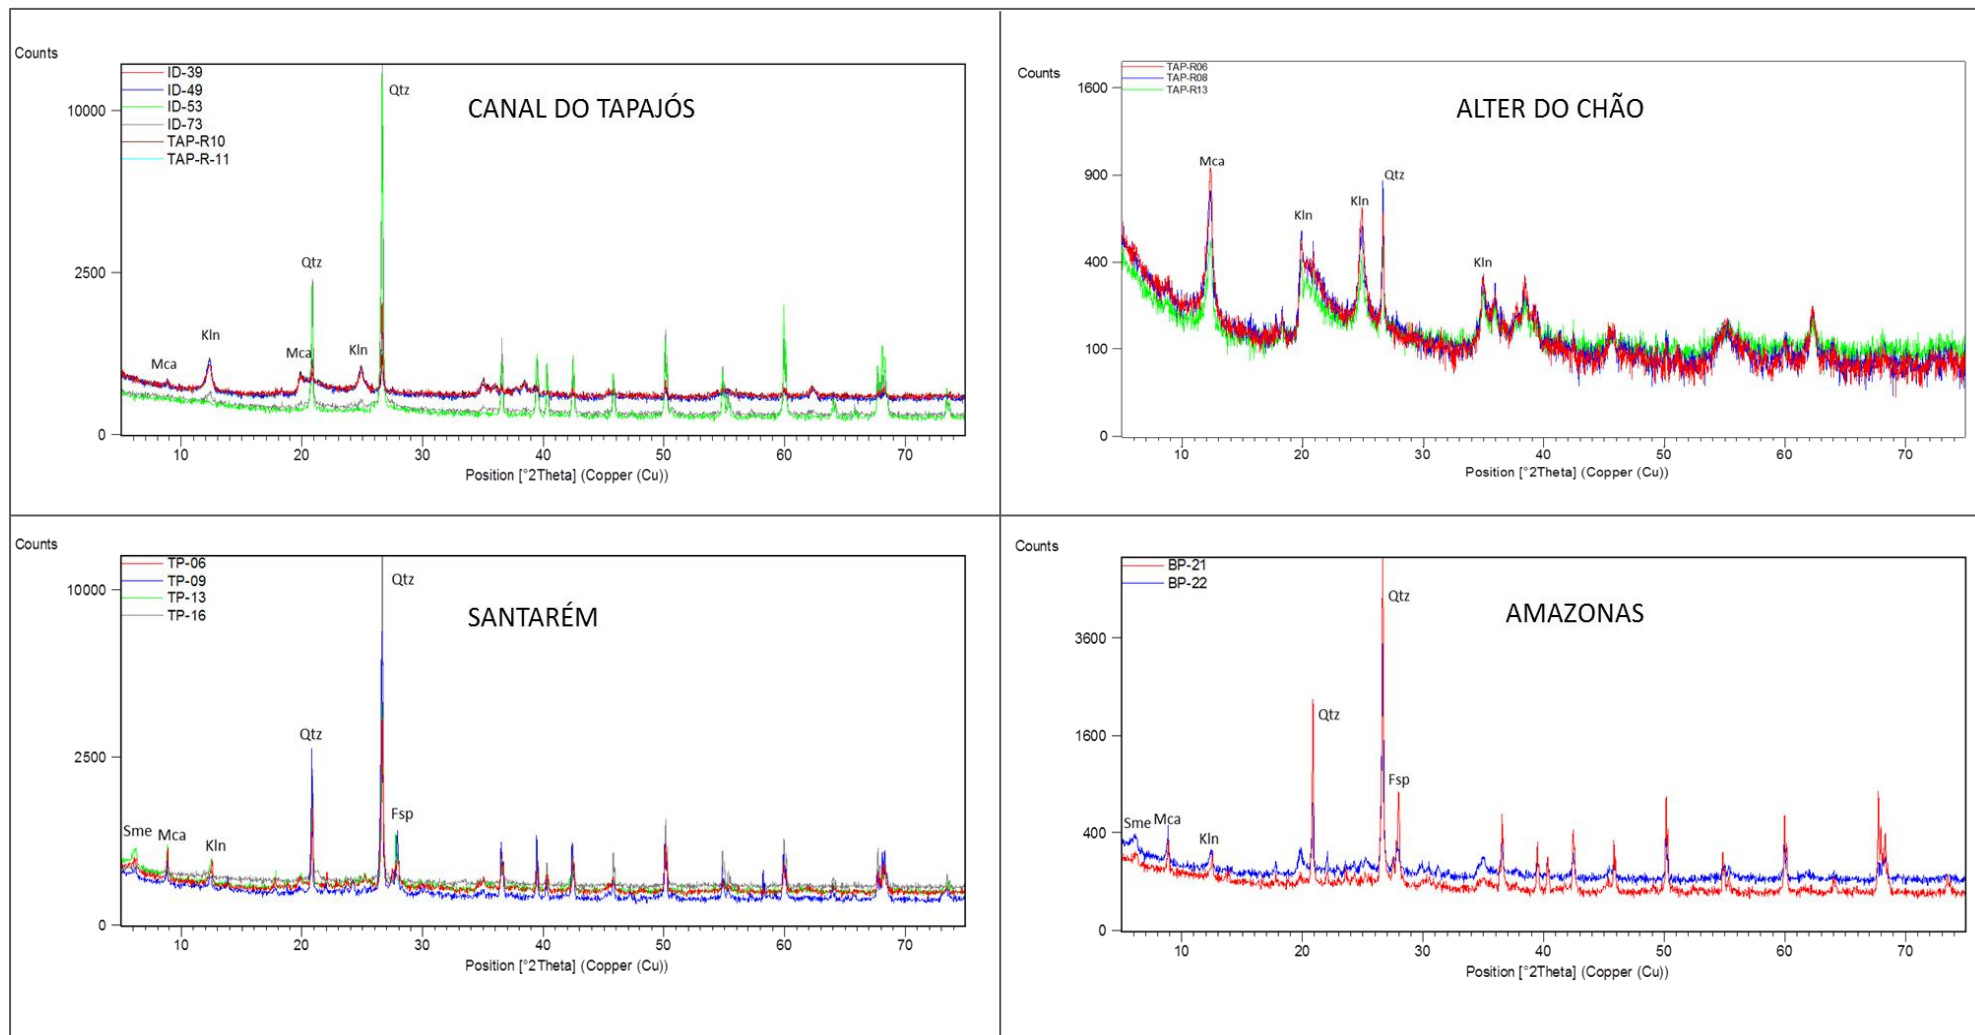 Counts
ID-39
ID-49
ID-53
ID-73
TAP-R10
TAP-R-11
CANAL DO TAPAJÓS
Qtz
10000
2500
0
Qtz
Kln
Mca
Mca
Kln
10 20 30 40 50 60 70
Position [°2Theta] (Copper (Cu))
Counts
TAP-R06
TAP-R08
TAP-R13
ALTER DO CHÃO
1600
900
400
100
0
Mca
Kln
Kln
Qtz
Kln
10 20 30 40 50 60 70
Position [°2Theta] (Copper (Cu))
Counts
TP-06
TP-09
TP-13
TP-16
SANTARÉM
Qtz
10000
2500
0
Qtz
Fsp
Sme
Mca
Kln
10 20 30 40 50 60 70
Position [°2Theta] (Copper (Cu))
Counts
BP-21
BP-22
AMAZONAS
Qtz
3600
1600
400
0
Qtz
Fsp
Sme
Mca
Kln
10 20 30 40 50 60 70
Position [°2Theta] (Copper (Cu))